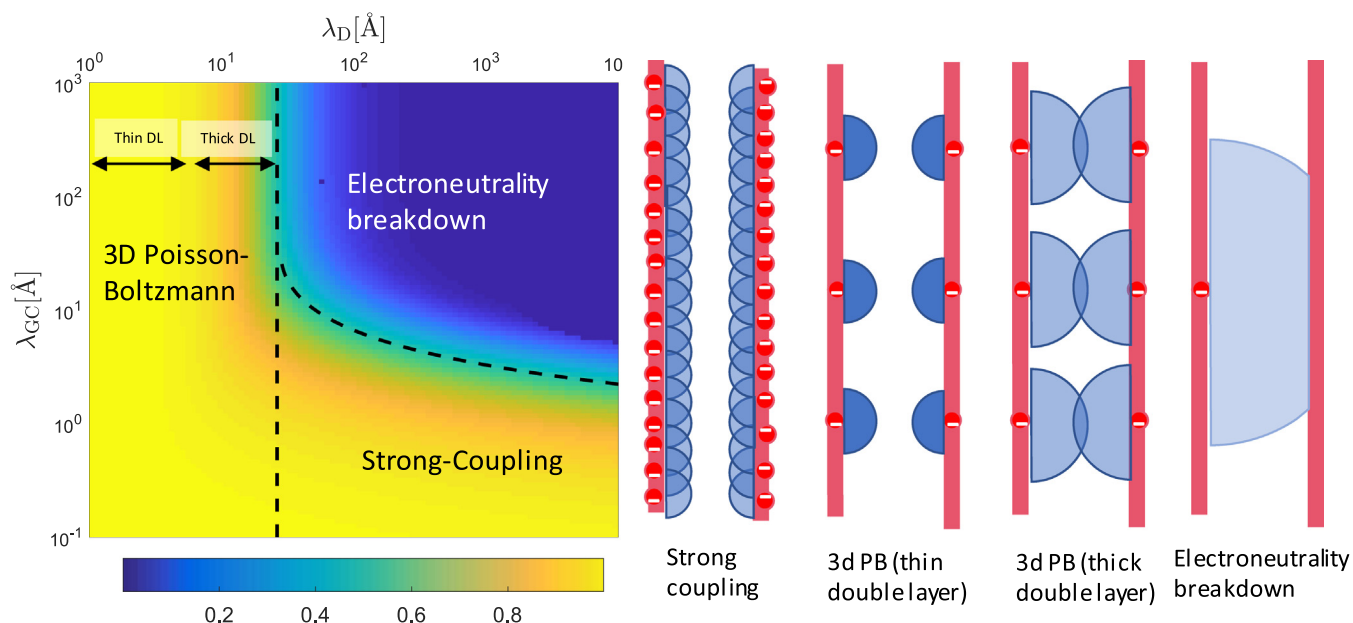 λ_D[Å]
10^0 10^1 10^2 10^3 10
10^3
10^2
10^1
10^0
10^-1
λ_GC[Å]
Thin DL
Thick DL
Electroneutrality
breakdown
3D Poisson-
Boltzmann
Strong-Coupling
0.2 0.4 0.6 0.8
Strong
coupling
3d PB (thin
double layer)
3d PB (thick
double layer)
Electroneutrality
breakdown